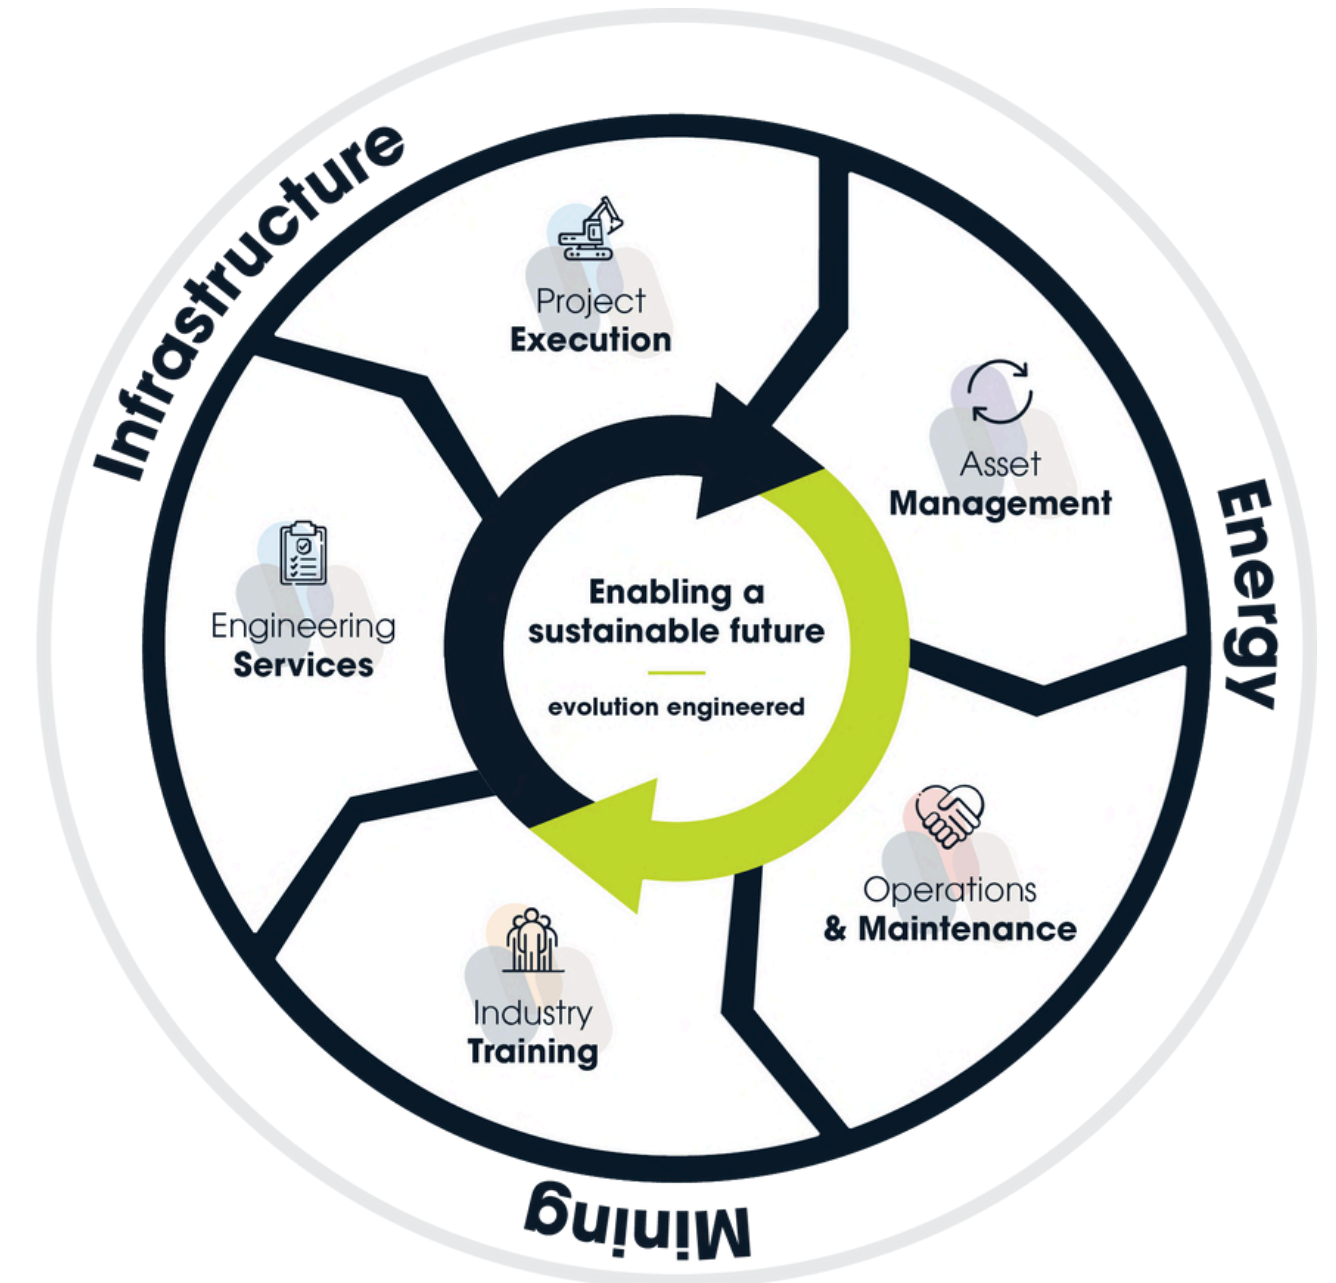 Infrastructure
Project
Execution
Asset
Management
Energy
Enabling a
sustainable future
evolution engineered
Engineering
Services
Operations
& Maintenance
Industry
Training
Mining